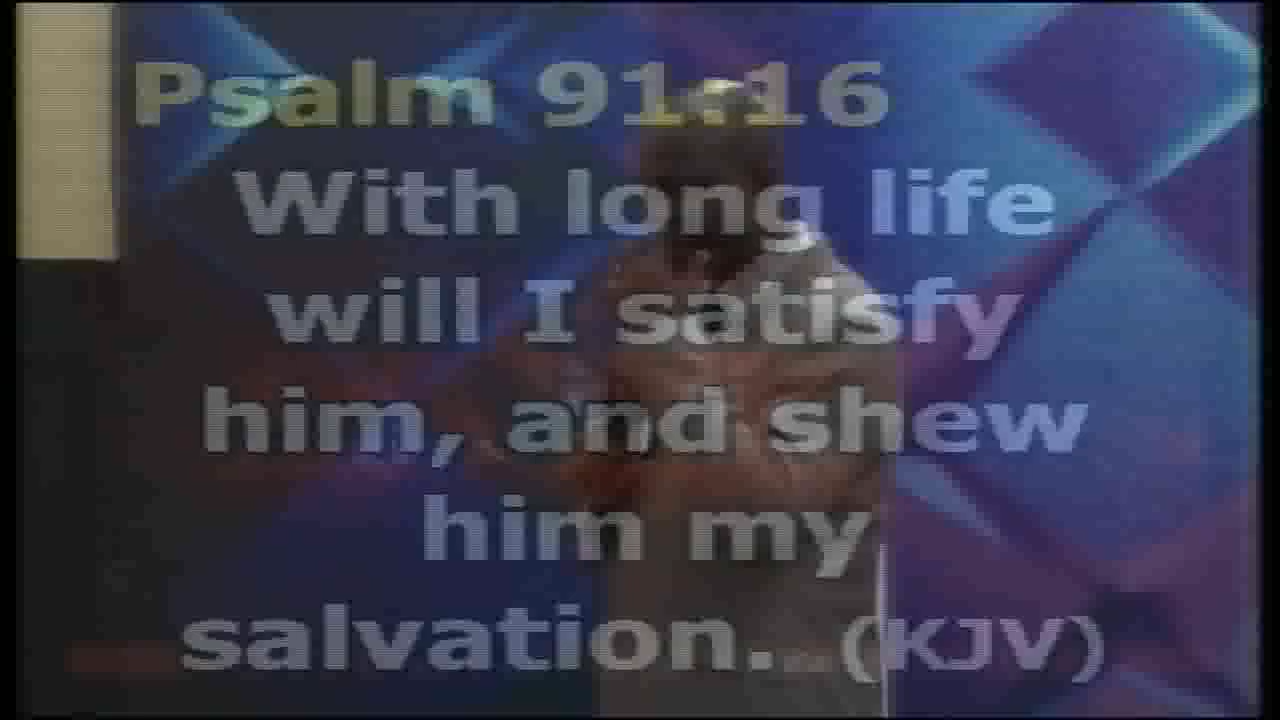 Psalm 91:16
With long life
will I satisfy
him, and shew
him my
salvation. (KJV)